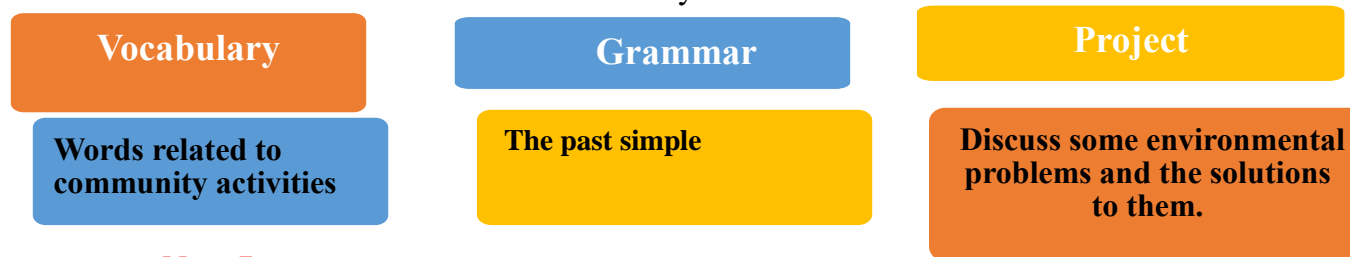 Vocabulary
Words related to
community activities
Grammar
The past simple
Project
Discuss some environmental
problems and the solutions
to them.